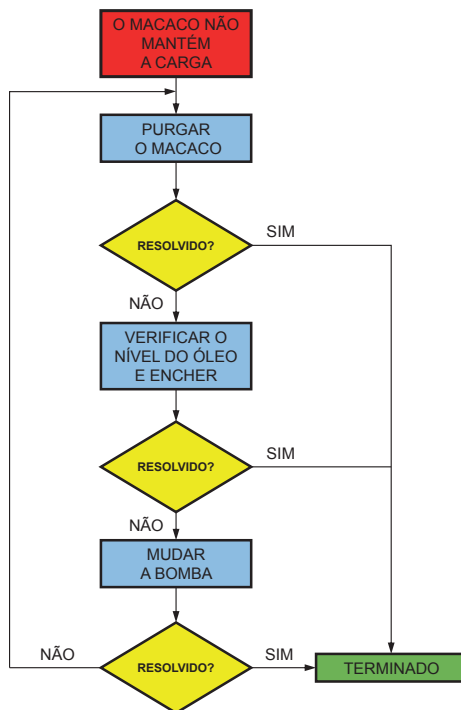 O MACACO NÃO
MANTÉM
A CARGA
PURGAR
O MACACO
RESOLVIDO?
SIM
NÃO
VERIFICAR O
NÍVEL DO ÓLEO
E ENCHER
RESOLVIDO?
SIM
NÃO
MUDAR
A BOMBA
NÃO
RESOLVIDO?
SIM
TERMINADO